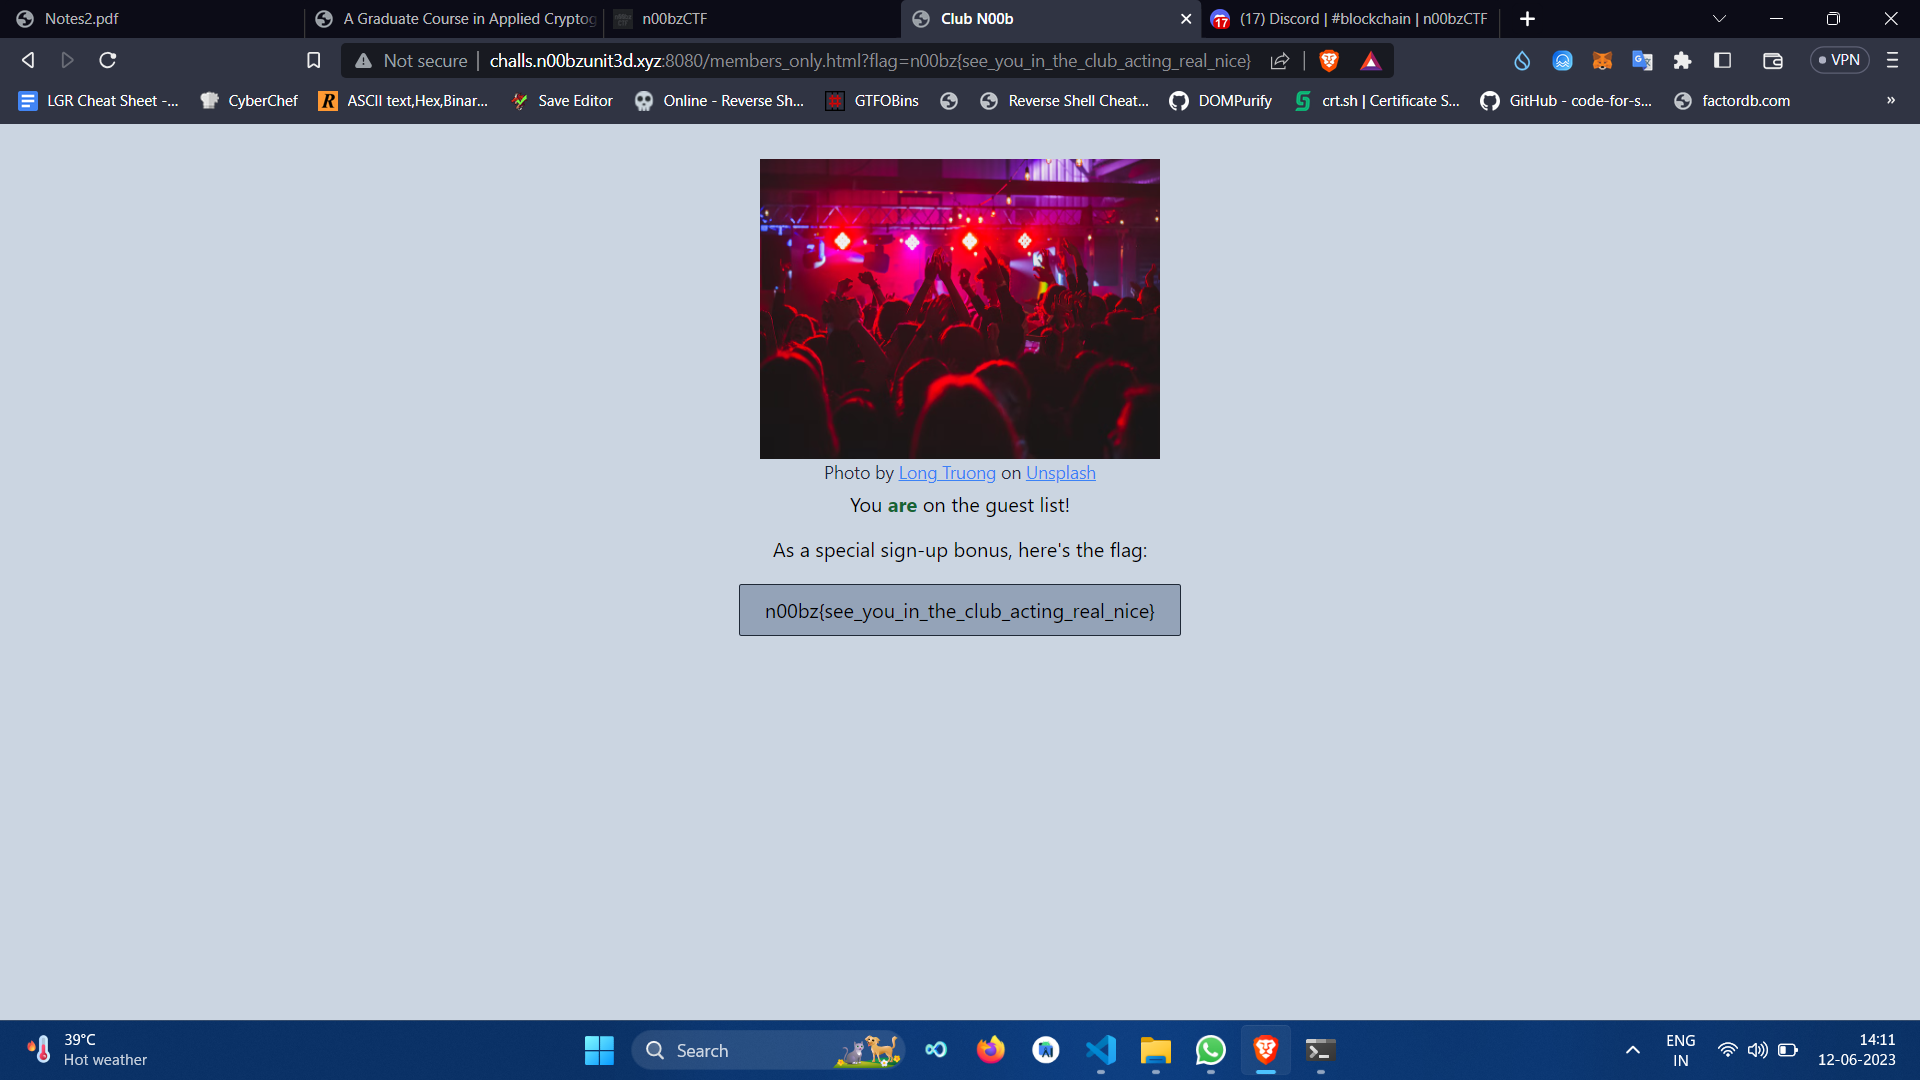 Notes2.pdf
A Graduate Course in Applied Cryptog
n00bzCTF
Club N00b
(17) Discord | #blockchain | n00bzCTF
Not secure
challs.n00bzunit3d.xyz:8080/members_only.html?flag=n00bz{see_you_in_the_club_acting_real_nice}
VPN
LGR Cheat Sheet -...
CyberChef
ASCII text,Hex,Binar...
Save Editor
Online - Reverse Sh...
GTFOBins
Reverse Shell Cheat...
DOMPurify
crt.sh | Certificate S...
GitHub - code-for-s...
factordb.com
»
Photo by Long Truong on Unsplash
You are on the guest list!
As a special sign-up bonus, here's the flag:
n00bz{see_you_in_the_club_acting_real_nice}
39°C
Hot weather
Search
ENG
IN
14:11
12-06-2023